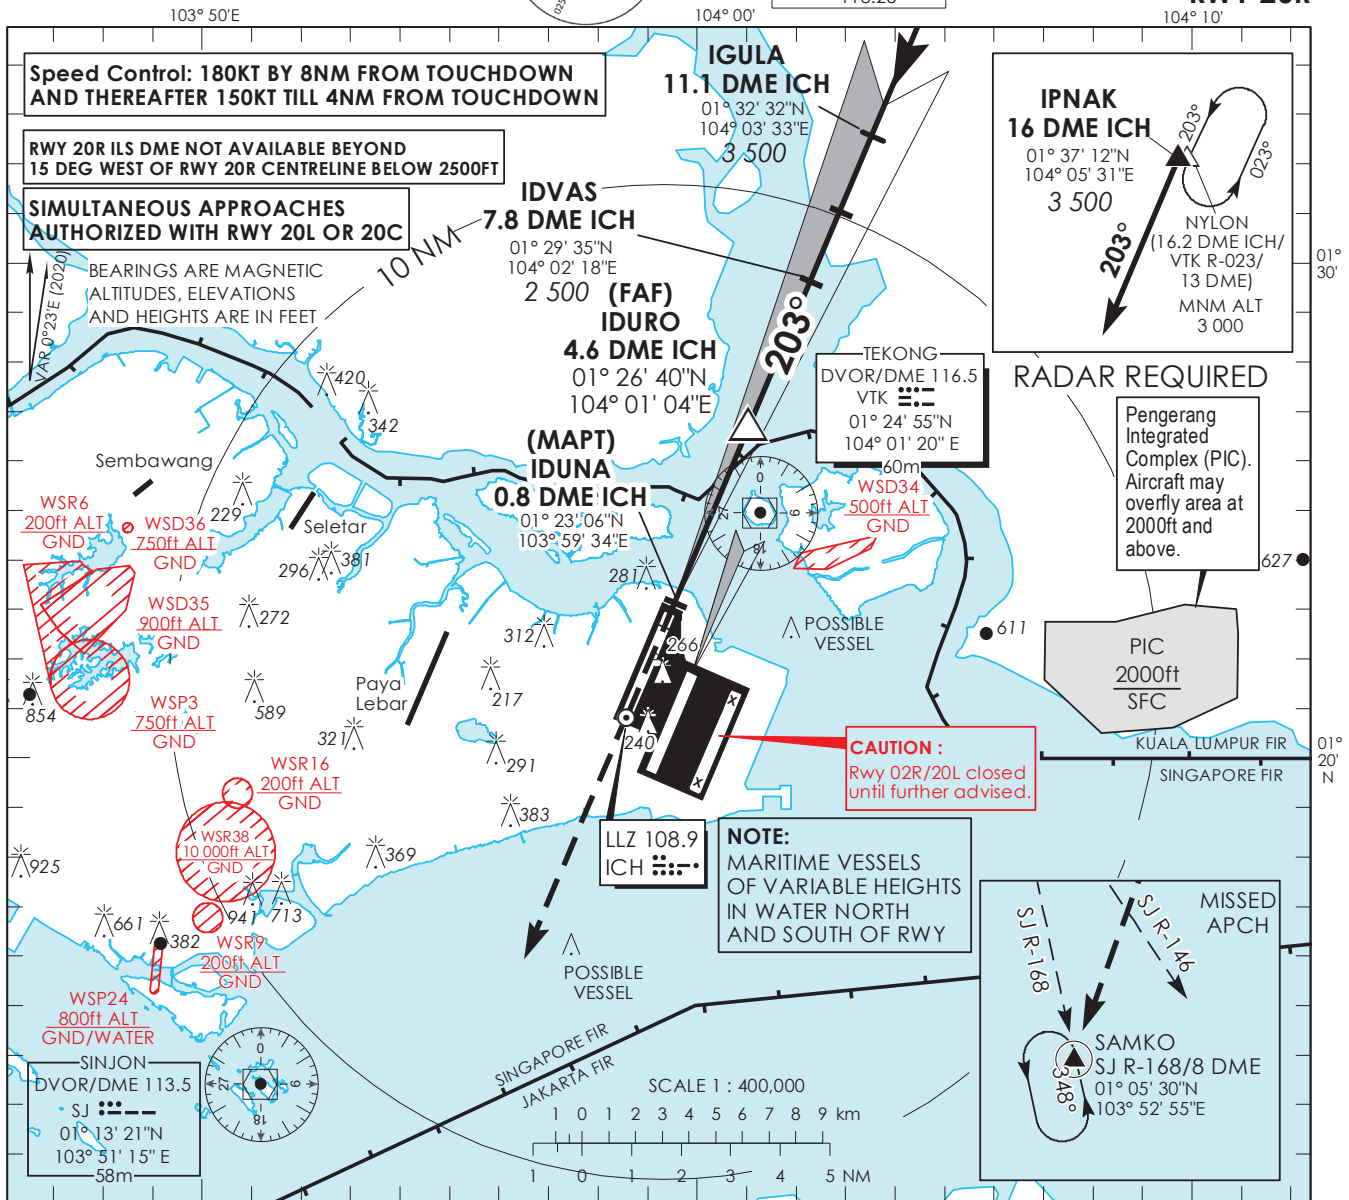 103° 50'E
104° 00'
104° 10'
Speed Control: 180KT BY 8NM FROM TOUCHDOWN
AND THEREAFTER 150KT TILL 4NM FROM TOUCHDOWN
RWY 20R ILS DME NOT AVAILABLE BEYOND
15 DEG WEST OF RWY 20R CENTRELINE BELOW 2500FT
SIMULTANEOUS APPROACHES
AUTHORIZED WITH RWY 20L OR 20C
VAR 0°23'E (2020)
BEARINGS ARE MAGNETIC
ALTITUDES, ELEVATIONS
AND HEIGHTS ARE IN FEET
10 NM
IGULA
11.1 DME ICH
01° 32' 32"N
104° 03' 33"E
3 500
IDVAS
7.8 DME ICH
01° 29' 35"N
104° 02' 18"E
2 500
(FAF)
IDURO
4.6 DME ICH
01° 26' 40"N
104° 01' 04"E
(MAPT)
IDUNA
0.8 DME ICH
01° 23' 06"N
103° 59' 34"E
203°
IPNAK
16 DME ICH
01° 37' 12"N
104° 05' 31"E
3 500
203°
023°
203°
NYLON
(16.2 DME ICH/
VTK R-023/
13 DME)
MNM ALT
3 000
01°
30'
TEKONG
DVOR/DME 116.5
VTK
01° 24' 55"N
104° 01' 20" E
60m
RADAR REQUIRED
Pengerang
Integrated
Complex (PIC).
Aircraft may
overfly area at
2000ft and
above.
627
611
PIC
2000ft
SFC
KUALA LUMPUR FIR
SINGAPORE FIR
01°
20'
N
WSD34
500ft ALT
GND
0
9
18
27
POSSIBLE
VESSEL
420
342
Sembawang
229
Seletar
296
381
272
281
312
266
217
589
321
291
240
383
369
854
925
661
382
941
713
Paya
Lebar
WSR6
200ft ALT
GND
WSD36
750ft ALT
GND
WSD35
900ft ALT
GND
WSP3
750ft ALT
GND
WSR16
200ft ALT
GND
WSR38
10 000ft ALT
GND
WSR9
200ft ALT
GND
WSP24
800ft ALT
GND/WATER
x
x
CAUTION :
Rwy 02R/20L closed
until further advised.
LLZ 108.9
ICH
NOTE:
MARITIME VESSELS
OF VARIABLE HEIGHTS
IN WATER NORTH
AND SOUTH OF RWY
POSSIBLE
VESSEL
SINGAPORE FIR
JAKARTA FIR
SINJON
DVOR/DME 113.5
SJ
01° 13' 21"N
103° 51' 15" E
58m
0
9
18
27
SCALE 1 : 400,000
1 0 1 2 3 4 5 6 7 8 9 km
1 0 1 2 3 4 5 NM
MISSED
APCH
SJ R-168
SJ R-146
SAMKO
SJ R-168/8 DME
01° 05' 30"N
103° 52' 55"E
348°